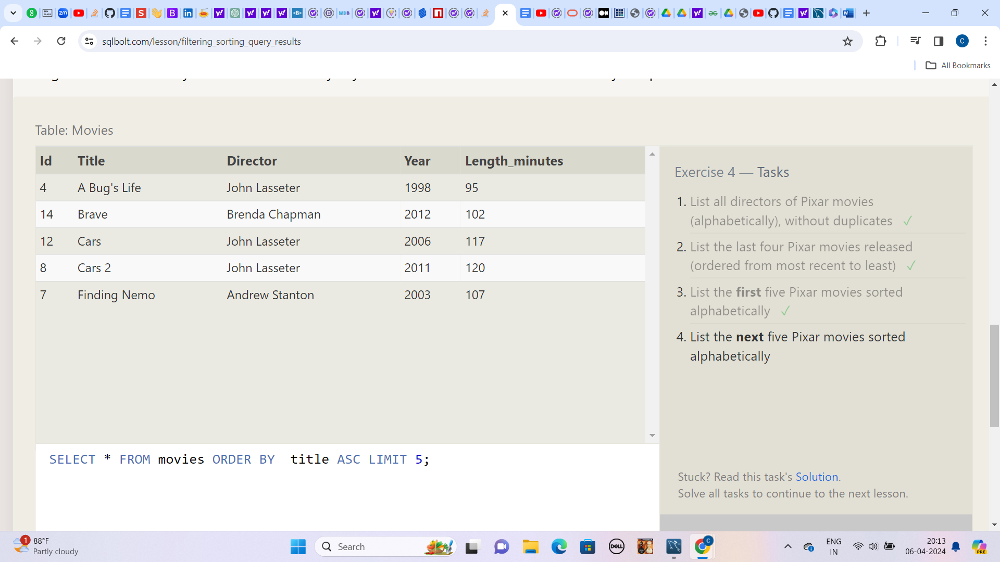 sqlbolt.com/lesson/filtering_sorting_query_results
All Bookmarks
Table: Movies
Id Title Director Year Length_minutes
4 A Bug's Life John Lasseter 1998 95
14 Brave Brenda Chapman 2012 102
12 Cars John Lasseter 2006 117
8 Cars 2 John Lasseter 2011 120
7 Finding Nemo Andrew Stanton 2003 107
Exercise 4 — Tasks
1. List all directors of Pixar movies
(alphabetically), without duplicates ✓
2. List the last four Pixar movies released
(ordered from most recent to least) ✓
3. List the first five Pixar movies sorted
alphabetically ✓
4. List the next five Pixar movies sorted
alphabetically
SELECT * FROM movies ORDER BY  title ASC LIMIT 5;
Stuck? Read this task's Solution.
Solve all tasks to continue to the next lesson.
1
88°F
Partly cloudy
Search
DELL
C
ENG
IN
20:13
06-04-2024
PRE